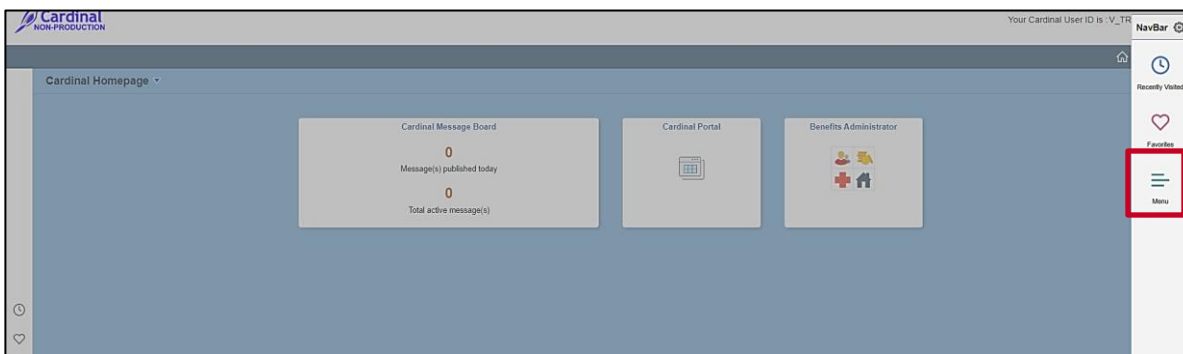 Cardinal
NON-PRODUCTION
Your Cardinal User ID is : V_TR
NavBar
Cardinal Homepage
Recently Visited
Cardinal Message Board
Cardinal Portal
Benefits Administrator
0
Message(s) published today
0
Total active message(s)
Favorites
Menu